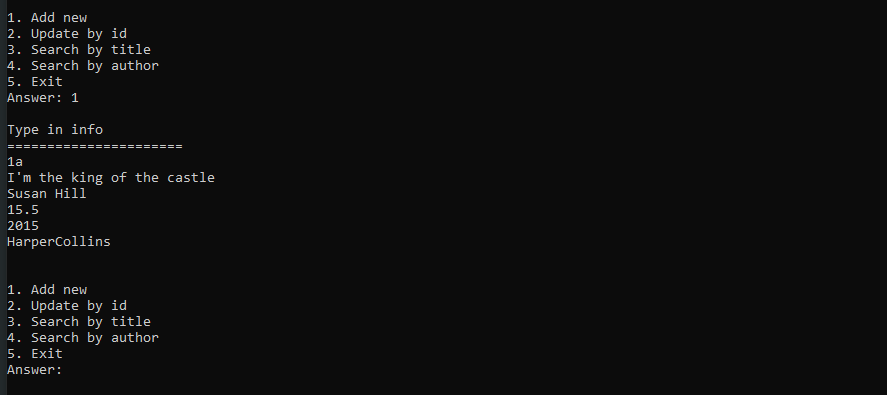 1. Add new
2. Update by id
3. Search by title
4. Search by author
5. Exit
Answer: 1
Type in info
======================
1a
I'm the king of the castle
Susan Hill
15.5
2015
HarperCollins
1. Add new
2. Update by id
3. Search by title
4. Search by author
5. Exit
Answer: